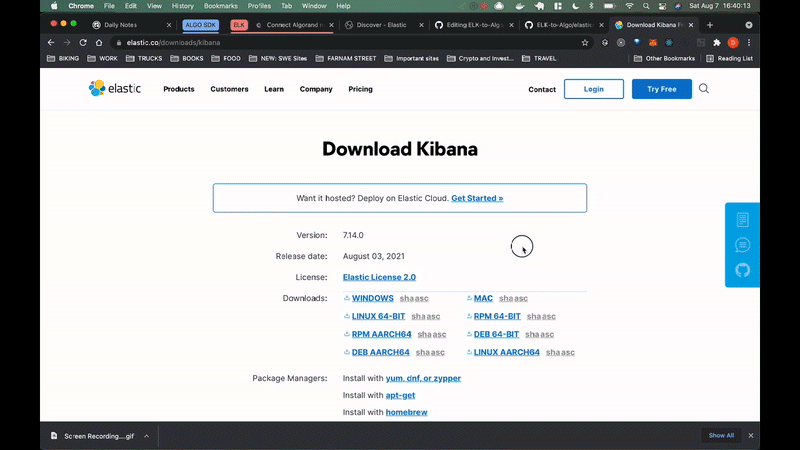 Chrome File Edit View History Bookmarks Profiles Tab Window Help Sat Aug 7 16:40:13
Daily Notes ALGO SDK ELK Connect Algorand n Discover - Elastic Editing ELK-to-Algo ELK-to-Algo/elastic Download Kibana Fr
elastic.co/downloads/kibana
BIKING WORK TRUCKS BOOKS FOOD NEW: SWE Sites FARNAM STREET Important sites Crypto and Invest... TRAVEL Other Bookmarks Reading List
elastic Products Customers Learn Company Pricing Contact Login Try Free
Download Kibana
Want it hosted? Deploy on Elastic Cloud. Get Started »
Version: 7.14.0
Release date: August 03, 2021
License: Elastic License 2.0
Downloads: WINDOWS sha asc MAC sha asc
LINUX 64-BIT sha asc RPM 64-BIT sha asc
RPM AARCH64 sha asc DEB 64-BIT sha asc
DEB AARCH64 sha asc LINUX AARCH64 sha asc
Package Managers: Install with yum, dnf, or zypper
Install with apt-get
Install with homebrew
Screen Recording....gif Show All